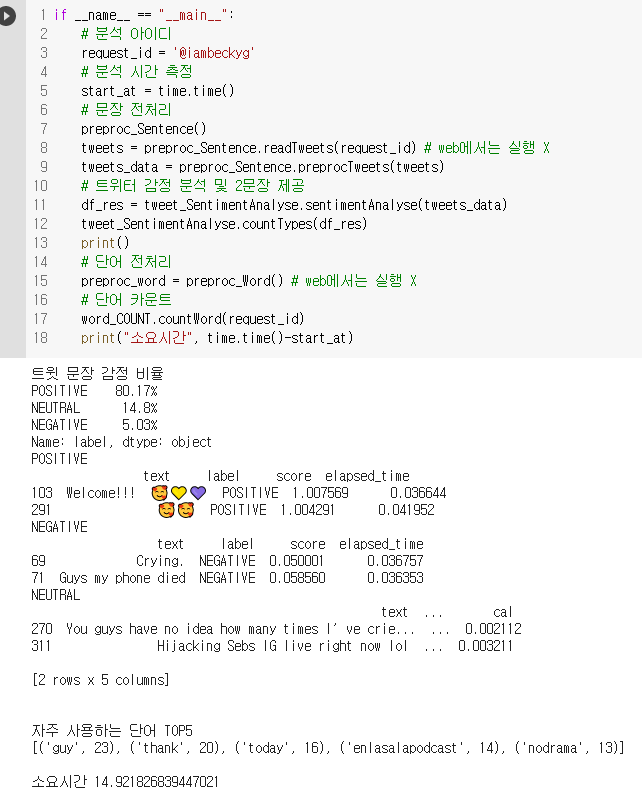 1 if __name__ == "__main__":
2 # 분석 아이디
3 request_id = '@iambeckyg'
4 # 분석 시간 측정
5 start_at = time.time()
6 # 문장 전처리
7 preproc_Sentence()
8 tweets = preproc_Sentence.readTweets(request_id) # web에서는 실행 X
9 tweets_data = preproc_Sentence.preprocTweets(tweets)
10 # 트위터 감정 분석 및 2문장 제공
11 df_res = tweet_SentimentAnalyse.sentimentAnalyse(tweets_data)
12 tweet_SentimentAnalyse.countTypes(df_res)
13 print()
14 # 단어 전처리
15 preproc_word = preproc_Word() # web에서는 실행 X
16 # 단어 카운트
17 word_COUNT.countWord(request_id)
18 print("소요시간", time.time()-start_at)
트윗 문장 감정 비율
POSITIVE 80.17%
NEUTRAL 14.8%
NEGATIVE 5.03%
Name: label, dtype: object
POSITIVE
text label score elapsed_time
103 Welcome!!! 🥰💛💜 POSITIVE 1.007569 0.036644
291 🥰🥰 POSITIVE 1.004291 0.041952
NEGATIVE
text label score elapsed_time
69 Crying. NEGATIVE 0.050001 0.036757
71 Guys my phone died NEGATIVE 0.058560 0.036353
NEUTRAL
text ... cal
270 You guys have no idea how many times I’ve crie... ... 0.002112
311 Hijacking Sebs IG live right now lol ... 0.003211
[2 rows x 5 columns]
자주 사용하는 단어 TOP5
[('guy', 23), ('thank', 20), ('today', 16), ('enlasalapodcast', 14), ('nodrama', 13)]
소요시간 14.921826839447021